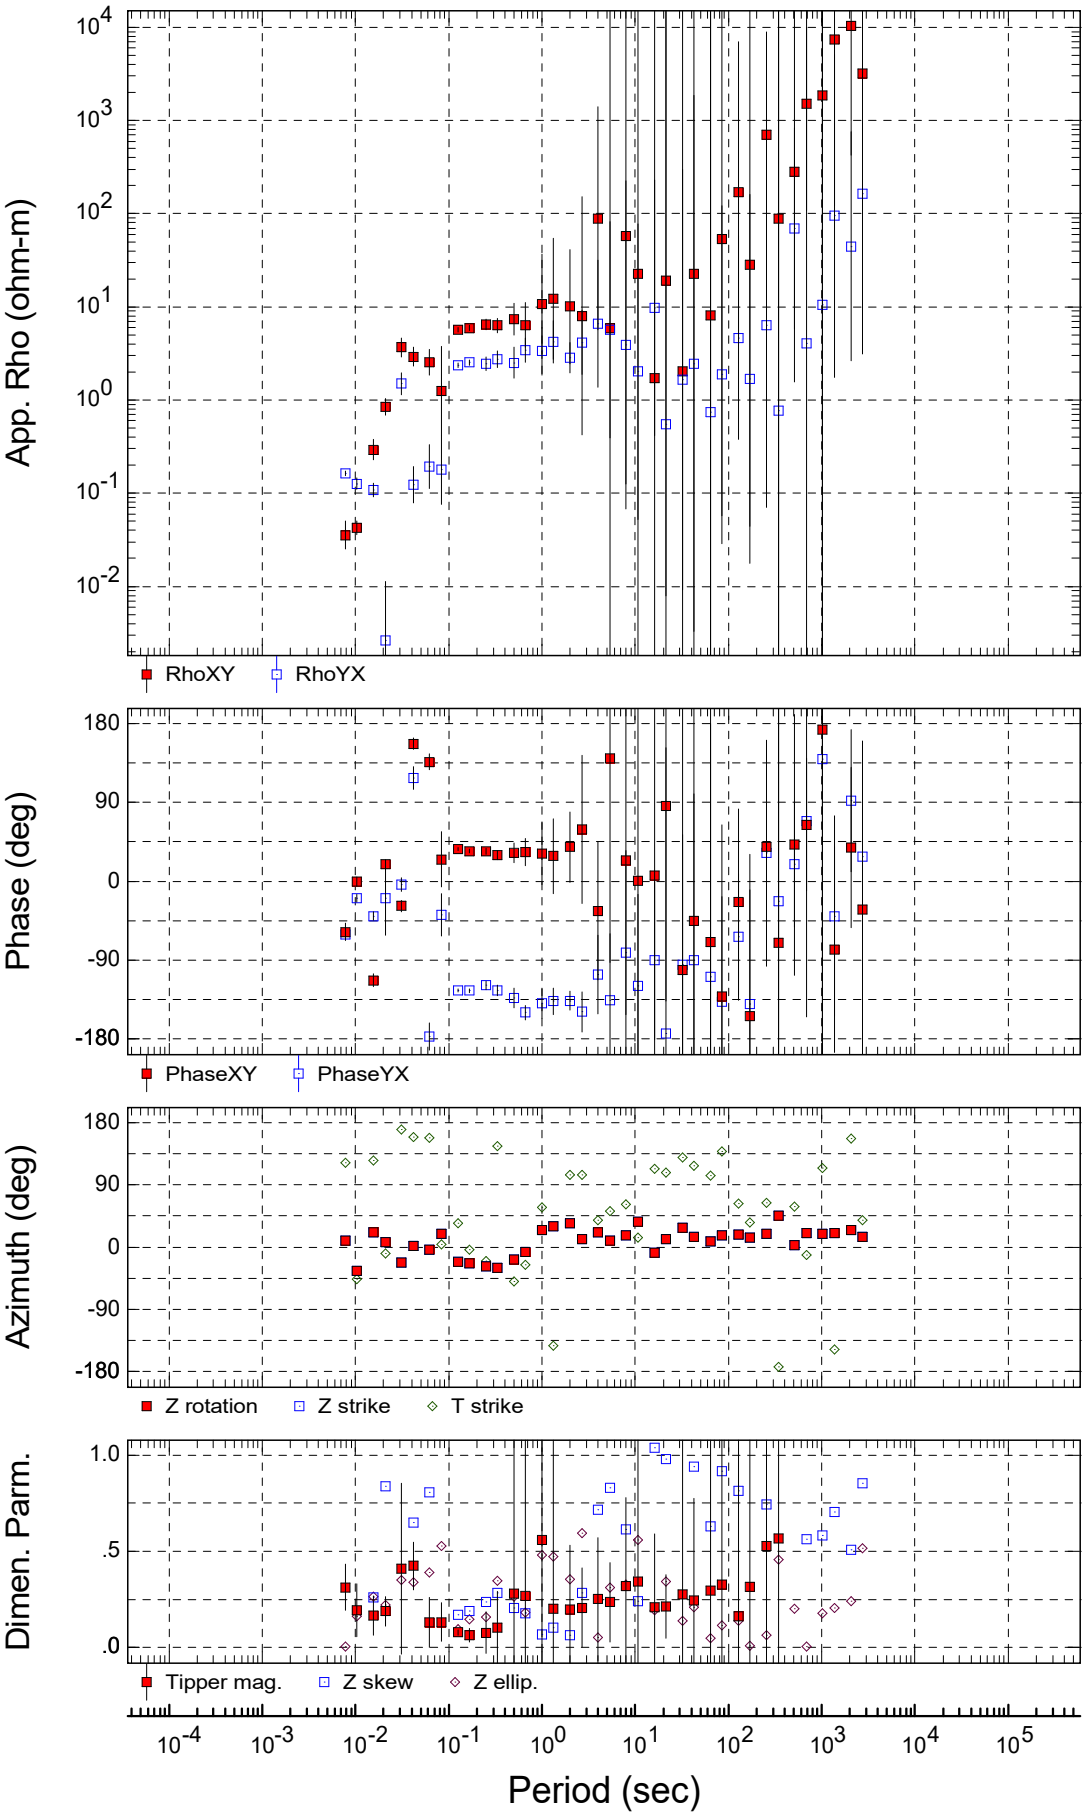 10^4
10^3
10^2
10^1
10^0
10^-1
10^-2
App. Rho (ohm-m)
RhoXY RhoYX
180
90
0
-90
-180
Phase (deg)
PhaseXY PhaseYX
180
90
0
-90
-180
Azimuth (deg)
Z rotation Z strike T strike
1.0
.5
.0
Dimen. Parm.
Tipper mag. Z skew Z ellip.
10^-4 10^-3 10^-2 10^-1 10^0 10^1 10^2 10^3 10^4 10^5
Period (sec)